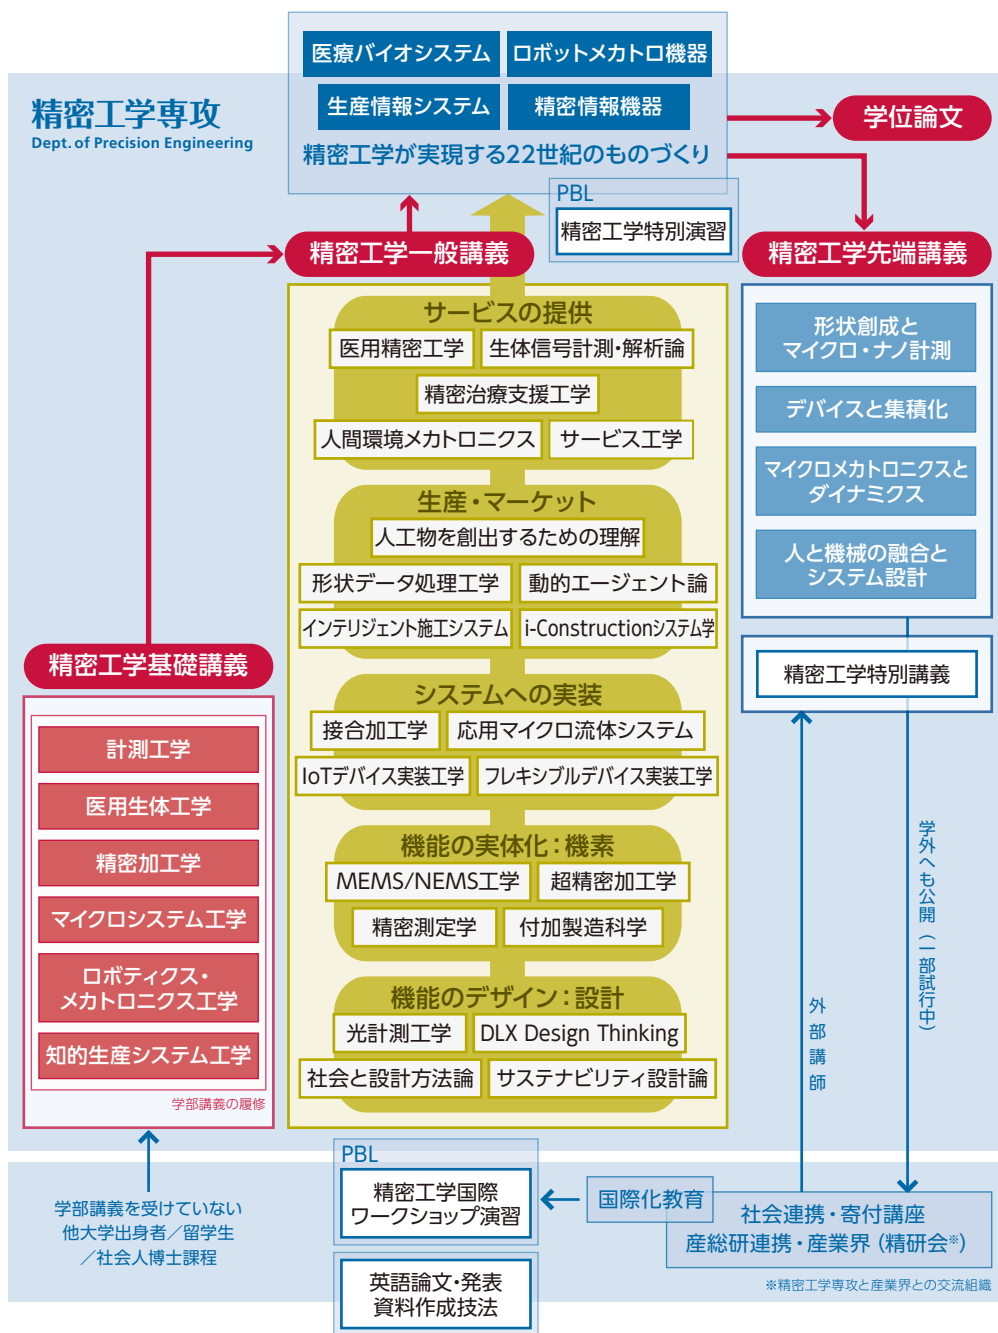 医療バイオシステム
ロボットメカトロ機器
生産情報システム
精密情報機器
精密工学が実現する22世紀のものづくり
精密工学専攻
Dept. of Precision Engineering
学位論文
PBL
精密工学特別演習
精密工学一般講義
精密工学先端講義
サービスの提供
医用精密工学
生体信号計測・解析論
精密治療支援工学
人間環境メカトロニクス
サービス工学
生産・マーケット
人工物を創出するための理解
形状データ処理工学
動的エージェント論
インテリジェント施工システム
i-Constructionシステム学
システムへの実装
接合加工学
応用マイクロ流体システム
IoTデバイス実装工学
フレキシブルデバイス実装工学
機能の実体化：機素
MEMS/NEMS工学
超精密加工学
精密測定学
付加製造科学
機能のデザイン：設計
光計測工学
DLX Design Thinking
社会と設計方法論
サステナビリティ設計論
形状創成と
マイクロ・ナノ計測
デバイスと集積化
マイクロメカトロニクスと
ダイナミクス
人と機械の融合と
システム設計
精密工学特別講義
精密工学基礎講義
計測工学
医用生体工学
精密加工学
マイクロシステム工学
ロボティクス・
メカトロニクス工学
知的生産システム工学
学部講義の履修
学外へも公開（一部試行中）
外部講師
学部講義を受けていない
他大学出身者／留学生
／社会人博士課程
PBL
精密工学国際
ワークショップ演習
国際化教育
社会連携・寄付講座
産総研連携・産業界（精研会※）
英語論文・発表
資料作成技法
※精密工学専攻と産業界との交流組織